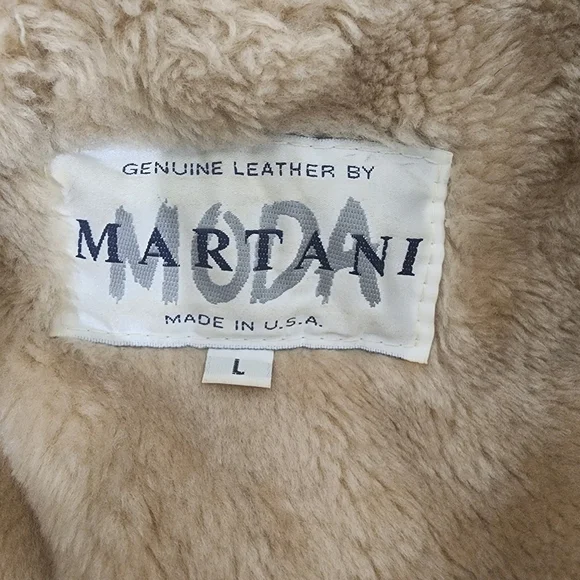 GENUINE LEATHER BY
MODA
MARTANI
MADE IN U.S.A.
L